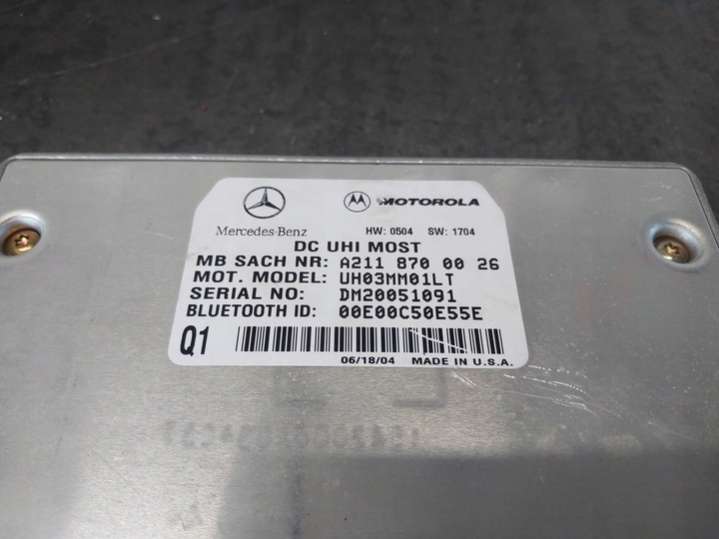 MOTOROLA
Mercedes-Benz HW: 0504 SW: 1704
DC UHI MOST
MB SACH NR: A211 870 00 26
MOT. MODEL: UH03MM01LT
SERIAL NO: DM20051091
BLUETOOTH ID: 00E00C50E55E
Q1
06/18/04 MADE IN U.S.A.